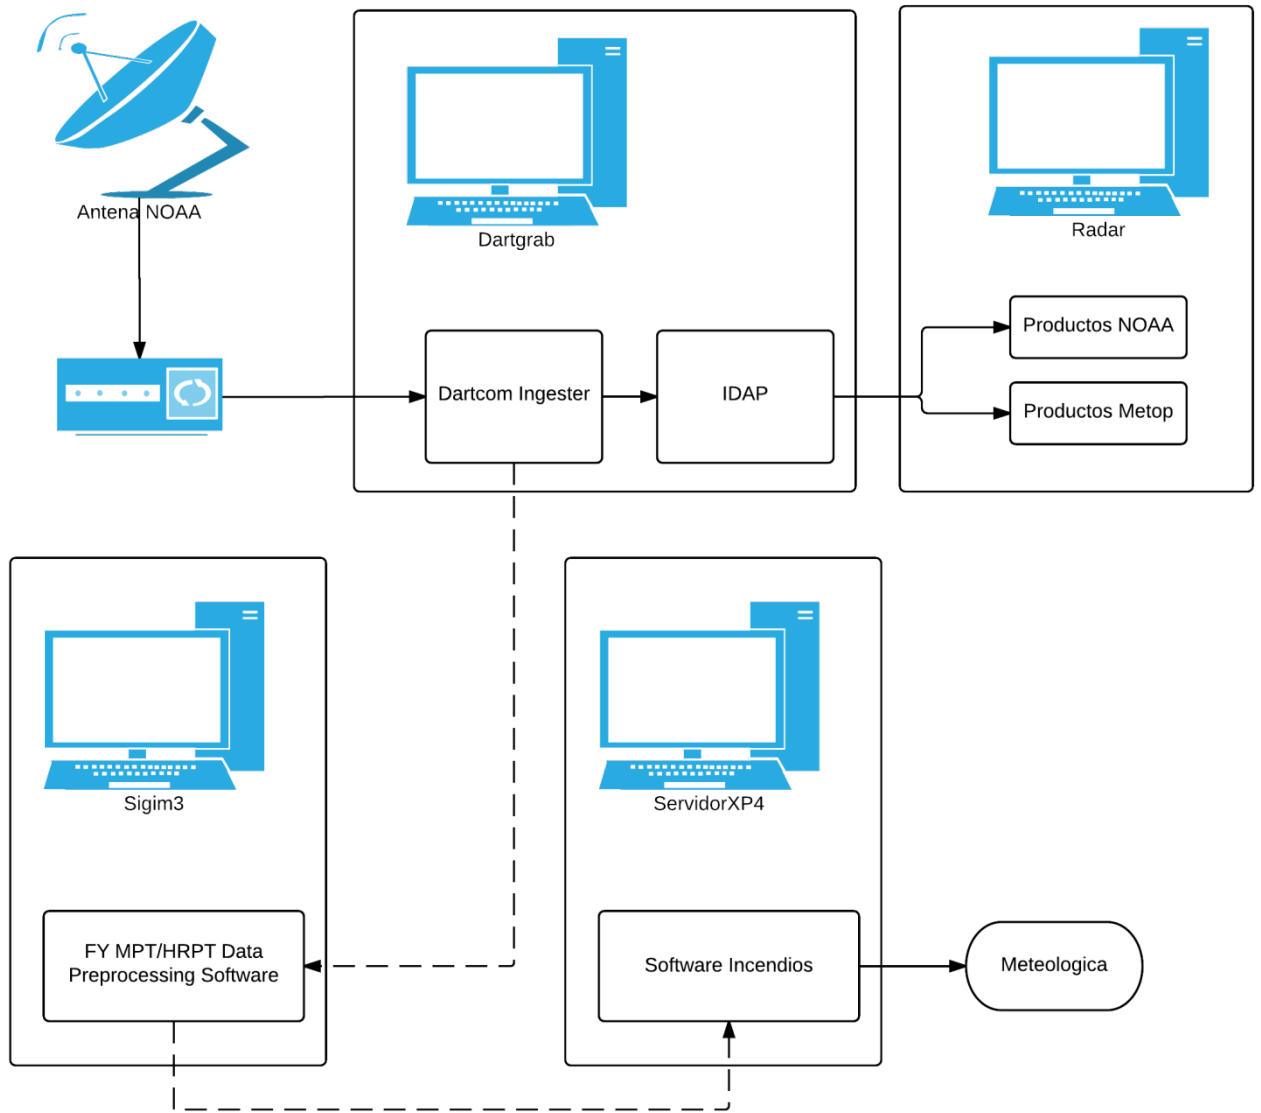 Antena NOAA
Dartgrab
Radar
Dartcom Ingester
IDAP
Productos NOAA
Productos Metop
Sigim3
ServidorXP4
FY MPT/HRPT Data
Preprocessing Software
Software Incendios
Meteologica